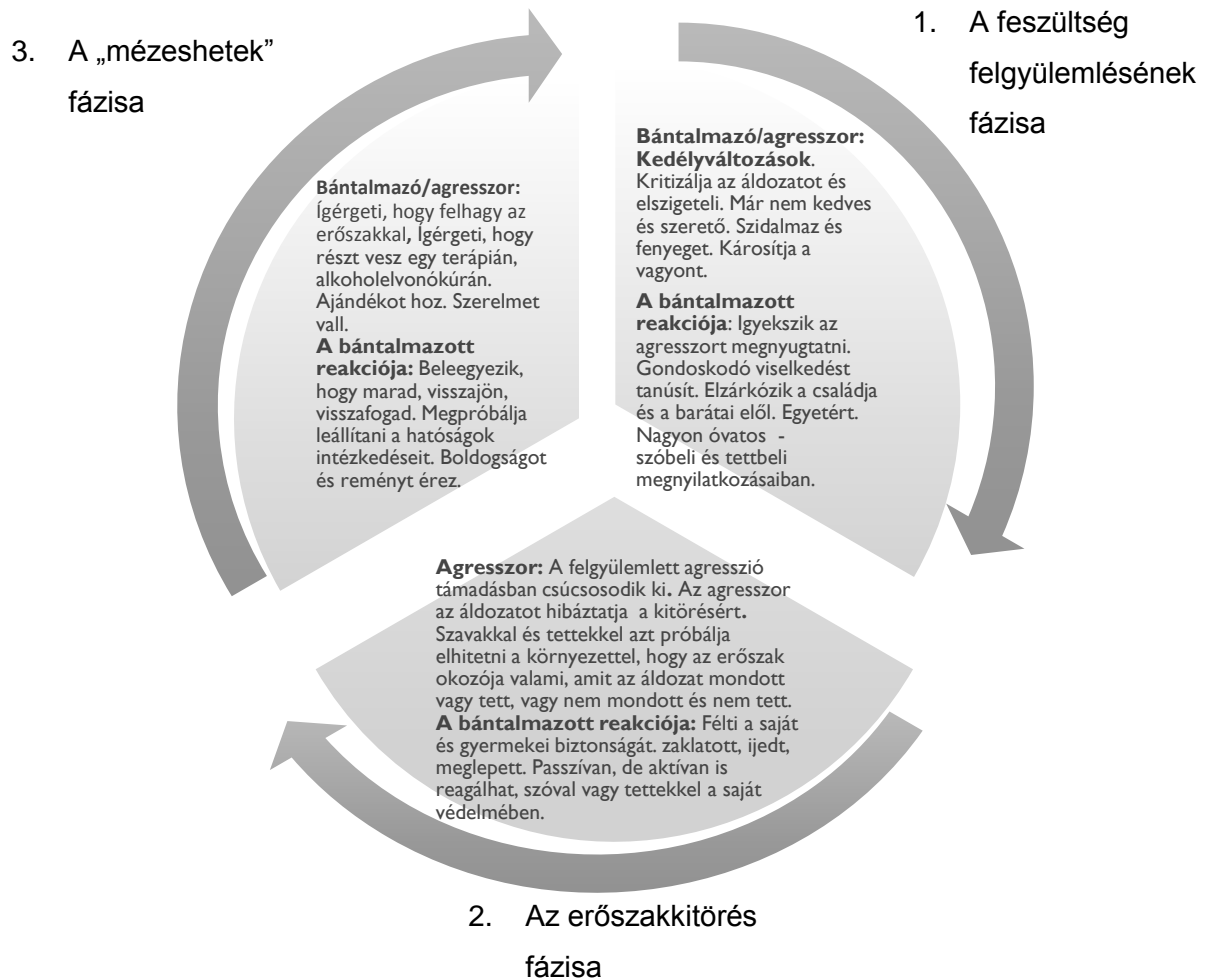 1. A feszültség
felgyülemlésének
fázisa
Bántalmazó/agresszor:
Kedélyváltozások.
Kritizálja az áldozatot és
elszigeteli. Már nem kedves
és szerető. Szidalmaz és
fenyeget. Károsítja a
vagyont.
A bántalmazott
reakciója: Igyekszik az
agresszort megnyugtatni.
Gondoskodó viselkedést
tanúsít. Elzárkózik a családja
és a barátai elől. Egyetért.
Nagyon óvatos -
szóbeli és tettbeli
megnyilatkozásaiban.
Agresszor: A felgyülemlett agresszió
támadásban csúcsosodik ki. Az agresszor
az áldozatot hibáztatja a kitörésért.
Szavakkal és tettekkel azt próbálja
elhitetni a környezettel, hogy az erőszak
okozója valami, amit az áldozat mondott
vagy tett, vagy nem mondott és nem tett.
A bántalmazott reakciója: Félti a saját
és gyermekei biztonságát. zaklatott, ijedt,
meglepett. Passzívan, de aktívan is
reagálhat, szóval vagy tettekkel a saját
védelmében.
2. Az erőszakkitörés
fázisa
3. A „mézeshetek”
fázisa
Bántalmazó/agresszor:
Ígérgeti, hogy felhagy az
erőszakkal, Ígérgeti, hogy
részt vesz egy terápián,
alkoholelvonókúrán.
Ajándékot hoz. Szerelmet
vall.
A bántalmazott
reakciója: Beleegyezik,
hogy marad, visszajön,
visszafogad. Megpróbálja
leállítani a hatóságok
intézkedéseit. Boldogságot
és reményt érez.